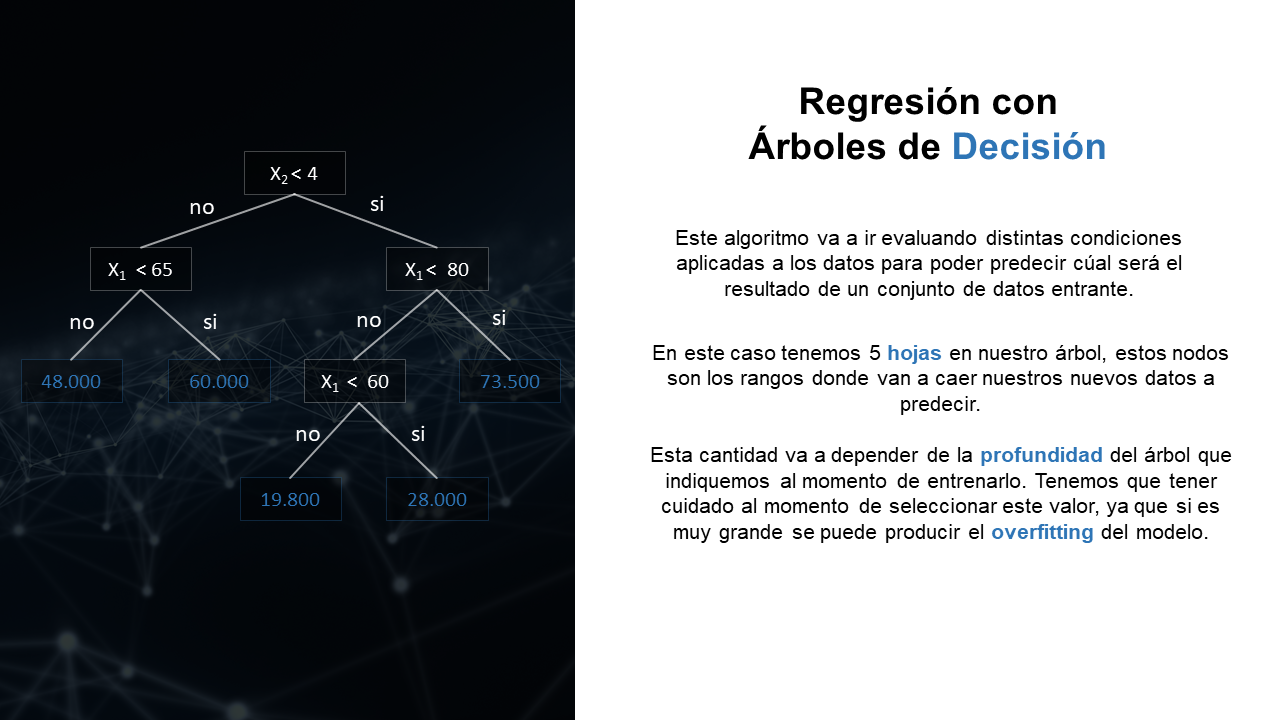 X₂ < 4
no
si
X₁ < 65
X₁ < 80
no
si
no
si
48.000
60.000
X₁ < 60
73.500
no
si
19.800
28.000
Regresión con
Árboles de Decisión
Este algoritmo va a ir evaluando distintas condiciones
aplicadas a los datos para poder predecir cúal será el
resultado de un conjunto de datos entrante.
En este caso tenemos 5 hojas en nuestro árbol, estos nodos
son los rangos donde van a caer nuestros nuevos datos a
predecir.
Esta cantidad va a depender de la profundidad del árbol que
indiquemos al momento de entrenarlo. Tenemos que tener
cuidado al momento de seleccionar este valor, ya que si es
muy grande se puede producir el overfitting del modelo.